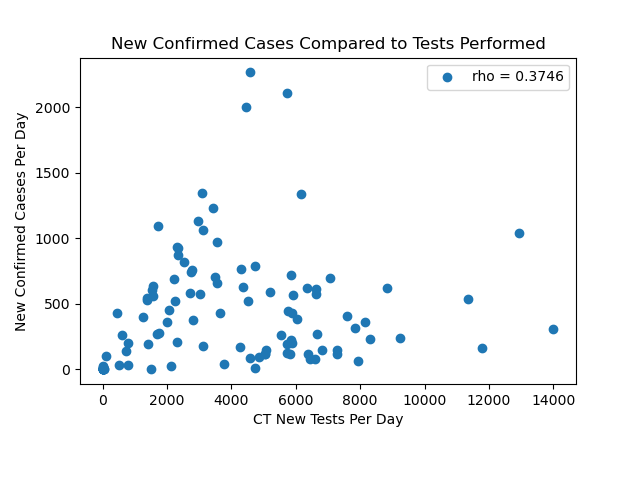 New Confirmed Cases Compared to Tests Performed
rho = 0.3746
New Confirmed Caeses Per Day
2000
1500
1000
500
0
0 2000 4000 6000 8000 10000 12000 14000
CT New Tests Per Day